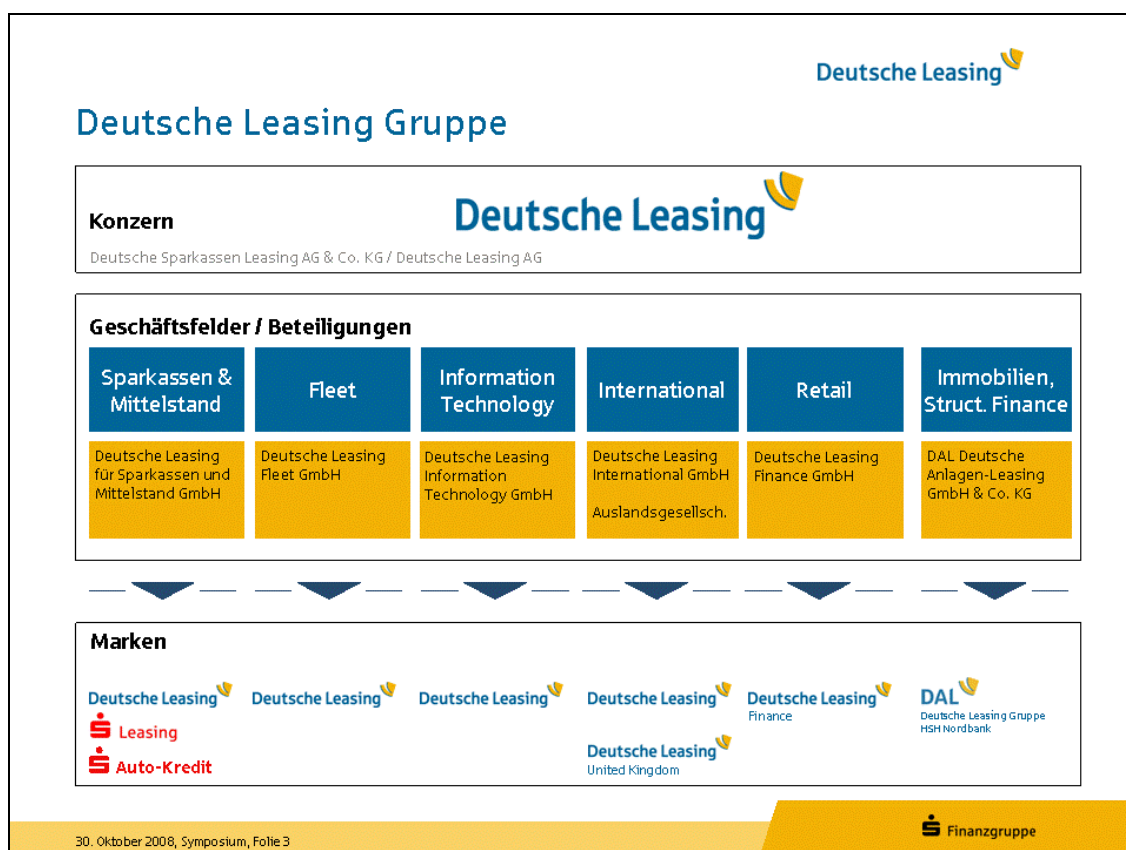 Deutsche Leasing
Deutsche Leasing Gruppe
Deutsche Leasing
Konzern
Deutsche Sparkassen Leasing AG & Co. KG / Deutsche Leasing AG
Geschäftsfelder / Beteiligungen
Sparkassen &
Mittelstand
Fleet
Information
Technology
International
Retail
Immobilien,
Struct. Finance
Deutsche Leasing
für Sparkassen und
Mittelstand GmbH
Deutsche Leasing
Fleet GmbH
Deutsche Leasing
Information
Technology GmbH
Deutsche Leasing
International GmbH
Auslandsgesellsch.
Deutsche Leasing
Finance GmbH
DAL Deutsche
Anlagen-Leasing
GmbH & Co. KG
Marken
Deutsche Leasing
Leasing
Auto-Kredit
Deutsche Leasing
Deutsche Leasing
Deutsche Leasing
Deutsche Leasing
United Kingdom
Deutsche Leasing
Finance
DAL
Deutsche Leasing Gruppe
HSH Nordbank
30. Oktober 2008, Symposium, Folie 3
Finanzgruppe